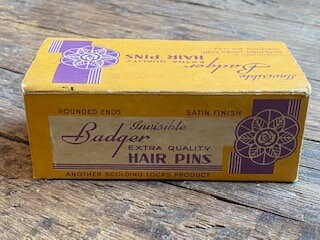 Invisible
Badger
EXTRA QUALITY
HAIR PINS
ROUNDED ENDS SATIN FINISH
Invisible
Badger
EXTRA QUALITY
HAIR PINS
ANOTHER SCOLDING LOCKS PRODUCT